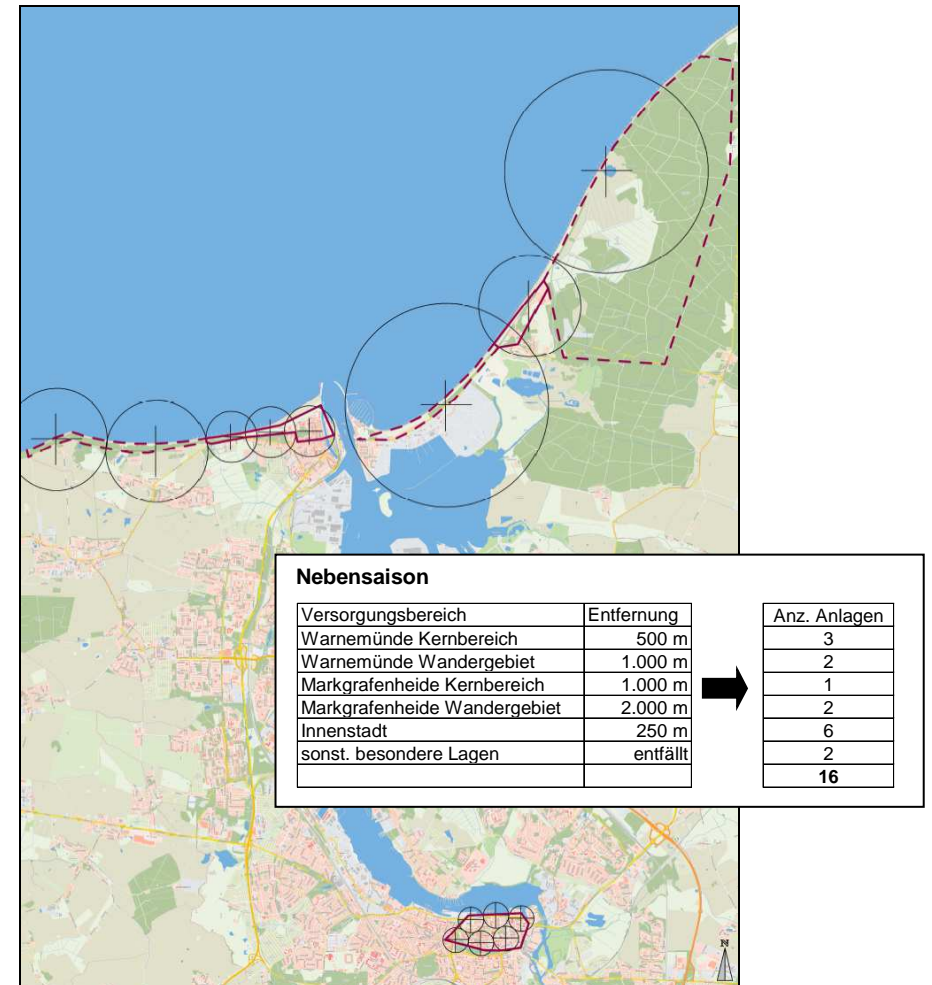 Nebensaison
Versorgungsbereich Entfernung Anz. Anlagen
Warnemünde Kernbereich 500 m 3
Warnemünde Wandergebiet 1.000 m 2
Markgrafenheide Kernbereich 1.000 m 1
Markgrafenheide Wandergebiet 2.000 m 2
Innenstadt 250 m 6
sonst. besondere Lagen entfällt 2
16
N